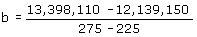 b = 13,398,110 - 12,139,150
275 - 225